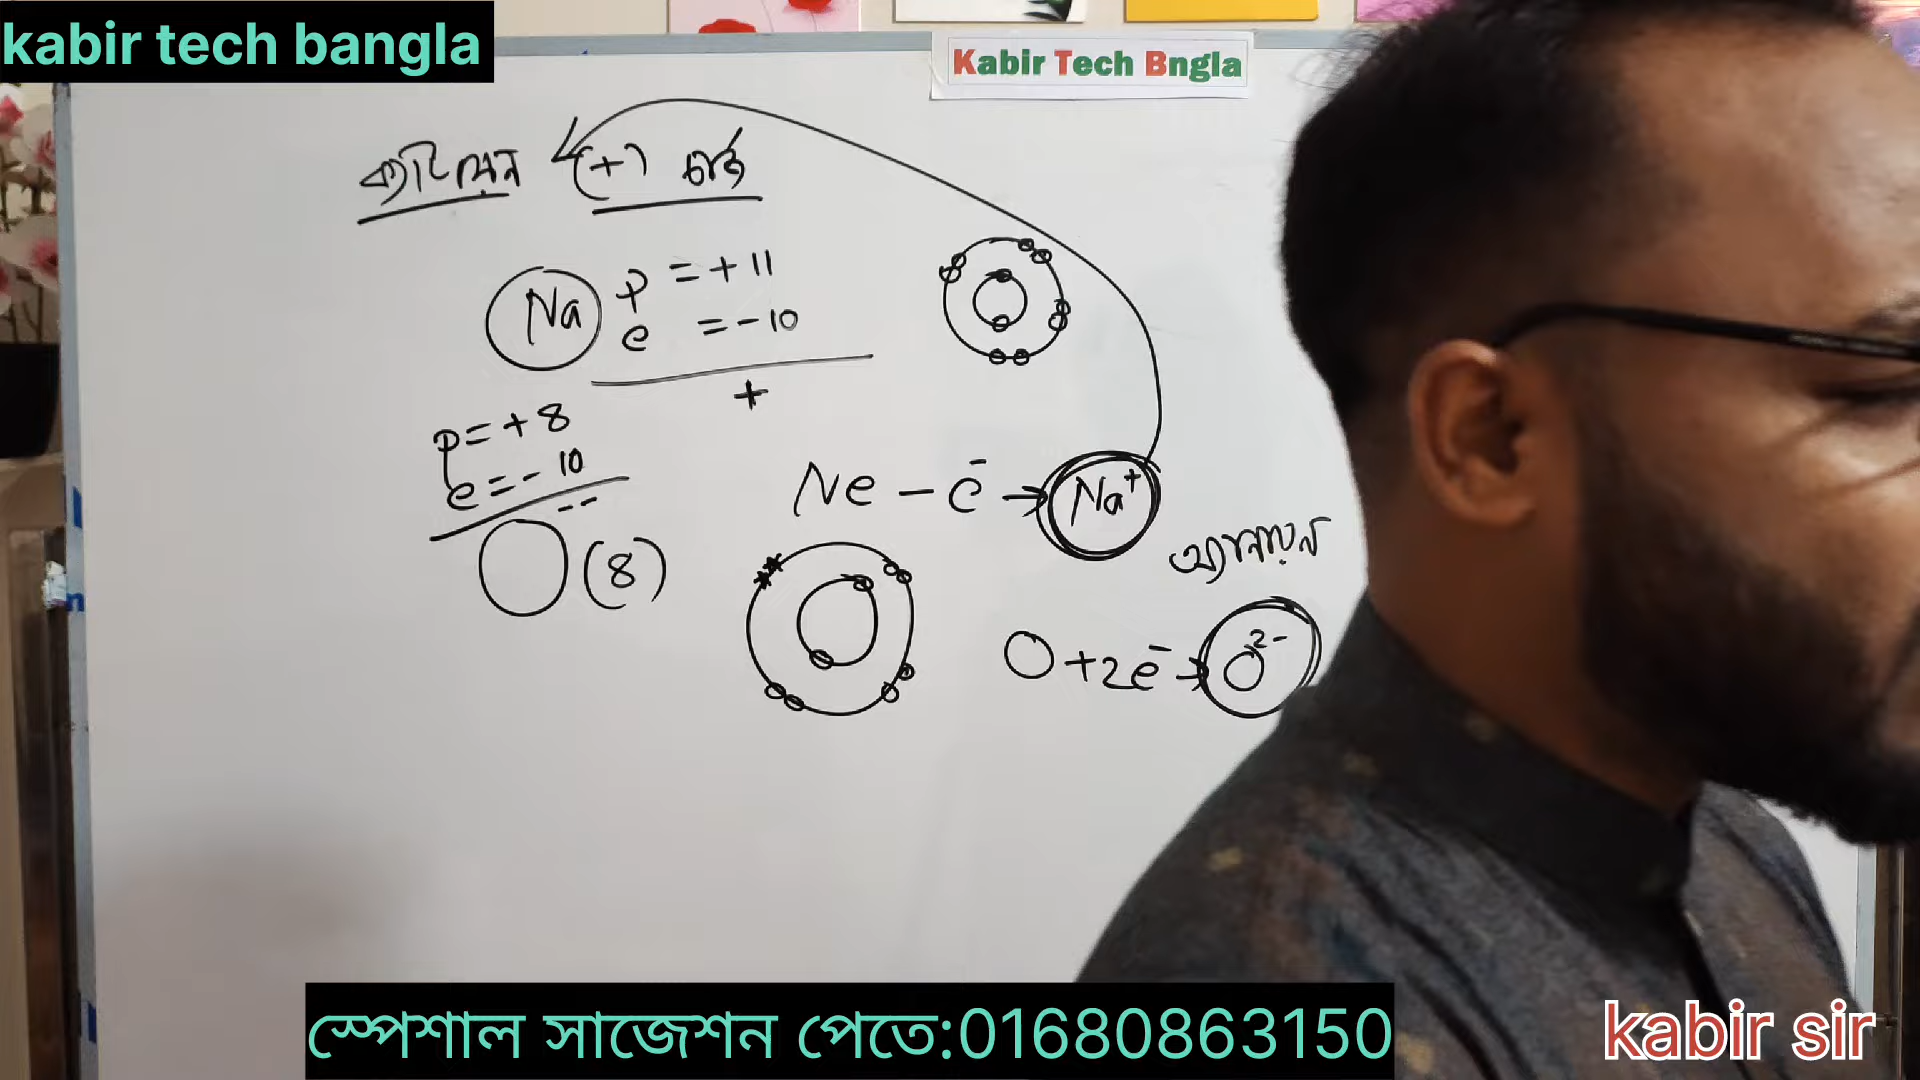 kabir tech bangla
Kabir Tech Bngla
ক্যাটায়ন (+) চার্জ
Na p = + 11
e = - 10
+
p = + 8
e = - 10
--
O (8)
Ne - e⁻ → Na⁺
অ্যানায়ন
O + 2e⁻ → O²⁻
স্পেশাল সাজেশন পেতে:01680863150
kabir sir